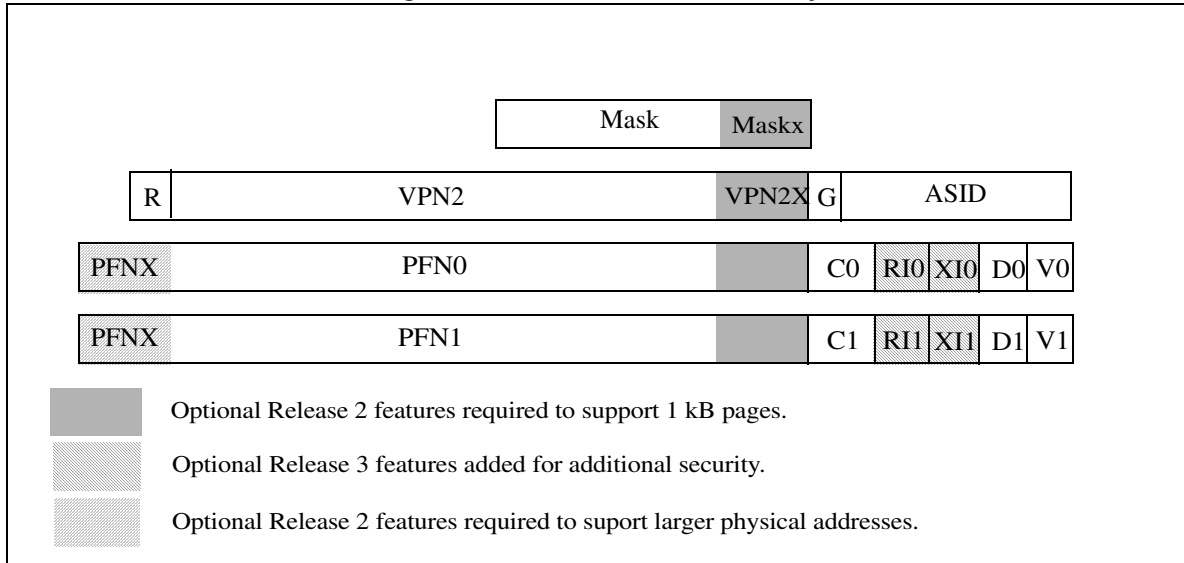 Mask Maskx
R VPN2 VPN2X G ASID
PFNX PFN0 C0 RI0 XI0 D0 V0
PFNX PFN1 C1 RI1 XI1 D1 V1
Optional Release 2 features required to support 1 kB pages.
Optional Release 3 features added for additional security.
Optional Release 2 features required to suport larger physical addresses.